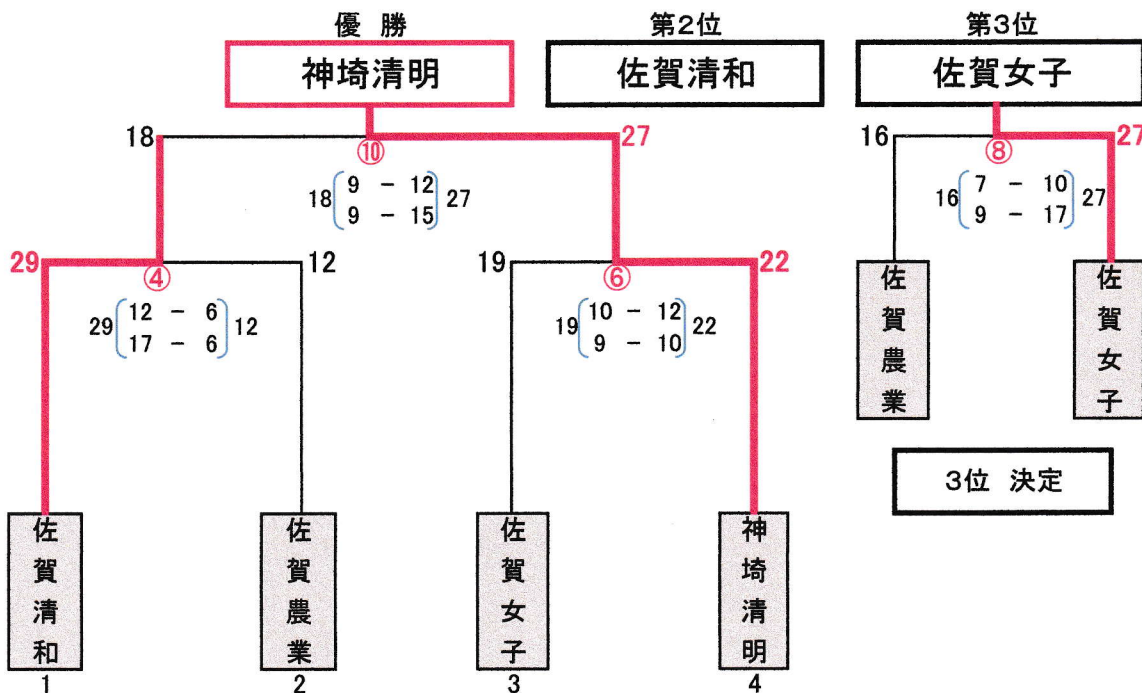 優 勝
第2位
第3位
神埼清明
佐賀清和
佐賀女子
18
⑩
27
16
⑧
27
18 9 - 12 27
9 - 15
16 7 - 10 27
9 - 17
29
④
12
19
⑥
22
29 12 - 6 12
17 - 6
19 10 - 12 22
9 - 10
佐賀農業
佐賀女子
3位 決定
佐賀清和
佐賀農業
佐賀女子
神埼清明
1
2
3
4